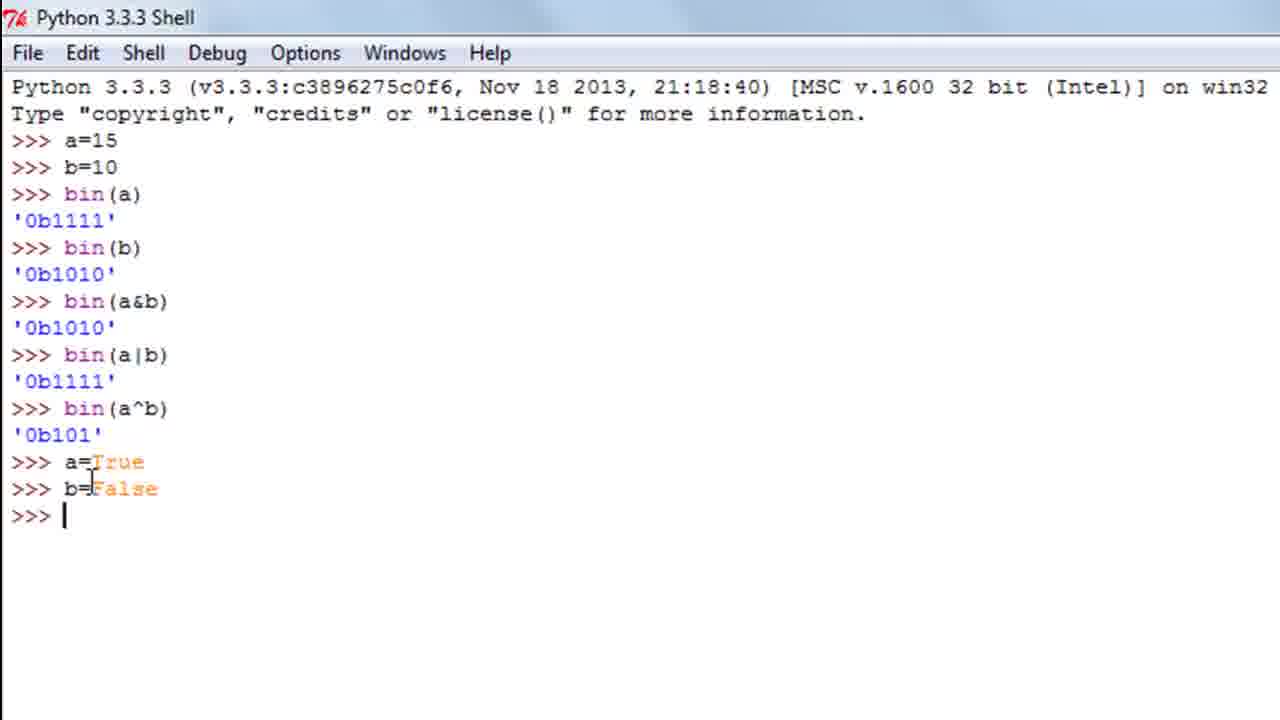 Python 3.3.3 Shell
File Edit Shell Debug Options Windows Help
Python 3.3.3 (v3.3.3:c3896275c0f6, Nov 18 2013, 21:18:40) [MSC v.1600 32 bit (Intel)] on win32
Type "copyright", "credits" or "license()" for more information.
>>> a=15
>>> b=10
>>> bin(a)
'0b1111'
>>> bin(b)
'0b1010'
>>> bin(a&b)
'0b1010'
>>> bin(a|b)
'0b1111'
>>> bin(a^b)
'0b101'
>>> a=True
>>> b=False
>>>